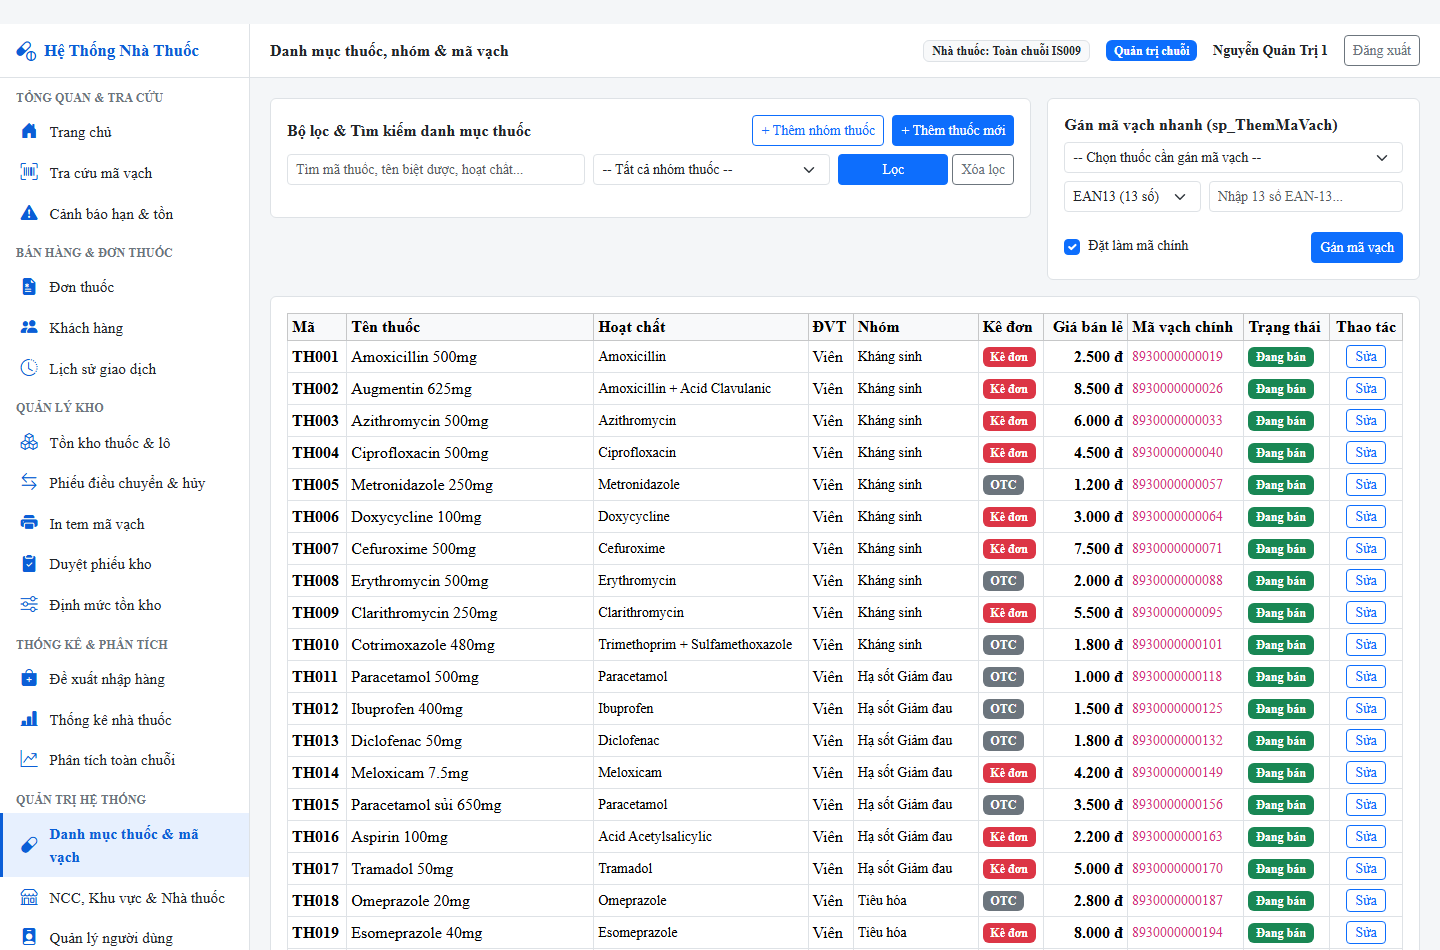 Hệ Thống Nhà Thuốc
Danh mục thuốc, nhóm & mã vạch
Nhà thuốc: Toàn chuỗi IS009
Quản trị chuỗi
Nguyễn Quản Trị 1
Đăng xuất
TỔNG QUAN & TRA CỨU
Trang chủ
Tra cứu mã vạch
Cảnh báo hạn & tồn
BÁN HÀNG & ĐƠN THUỐC
Đơn thuốc
Khách hàng
Lịch sử giao dịch
QUẢN LÝ KHO
Tồn kho thuốc & lô
Phiếu điều chuyển & hủy
In tem mã vạch
Duyệt phiếu kho
Định mức tồn kho
THỐNG KÊ & PHÂN TÍCH
Đề xuất nhập hàng
Thống kê nhà thuốc
Phân tích toàn chuỗi
QUẢN TRỊ HỆ THỐNG
Danh mục thuốc & mã
vạch
NCC, Khu vực & Nhà thuốc
Quản lý người dùng
Bộ lọc & Tìm kiếm danh mục thuốc
+ Thêm nhóm thuốc
+ Thêm thuốc mới
Tìm mã thuốc, tên biệt dược, hoạt chất...
-- Tất cả nhóm thuốc --
Lọc
Xóa lọc
Gán mã vạch nhanh (sp_ThemMaVach)
-- Chọn thuốc cần gán mã vạch --
EAN13 (13 số)
Nhập 13 số EAN-13...
Đặt làm mã chính
Gán mã vạch
Mã Tên thuốc Hoạt chất ĐVT Nhóm Kê đơn Giá bán lẻ Mã vạch chính Trạng thái Thao tác
TH001 Amoxicillin 500mg Amoxicillin Viên Kháng sinh Kê đơn 2.500 đ 8930000000019 Đang bán Sửa
TH002 Augmentin 625mg Amoxicillin + Acid Clavulanic Viên Kháng sinh Kê đơn 8.500 đ 8930000000026 Đang bán Sửa
TH003 Azithromycin 500mg Azithromycin Viên Kháng sinh Kê đơn 6.000 đ 8930000000033 Đang bán Sửa
TH004 Ciprofloxacin 500mg Ciprofloxacin Viên Kháng sinh Kê đơn 4.500 đ 8930000000040 Đang bán Sửa
TH005 Metronidazole 250mg Metronidazole Viên Kháng sinh OTC 1.200 đ 8930000000057 Đang bán Sửa
TH006 Doxycycline 100mg Doxycycline Viên Kháng sinh Kê đơn 3.000 đ 8930000000064 Đang bán Sửa
TH007 Cefuroxime 500mg Cefuroxime Viên Kháng sinh Kê đơn 7.500 đ 8930000000071 Đang bán Sửa
TH008 Erythromycin 500mg Erythromycin Viên Kháng sinh OTC 2.000 đ 8930000000088 Đang bán Sửa
TH009 Clarithromycin 250mg Clarithromycin Viên Kháng sinh Kê đơn 5.500 đ 8930000000095 Đang bán Sửa
TH010 Cotrimoxazole 480mg Trimethoprim + Sulfamethoxazole Viên Kháng sinh OTC 1.800 đ 8930000000101 Đang bán Sửa
TH011 Paracetamol 500mg Paracetamol Viên Hạ sốt Giảm đau OTC 1.000 đ 8930000000118 Đang bán Sửa
TH012 Ibuprofen 400mg Ibuprofen Viên Hạ sốt Giảm đau OTC 1.500 đ 8930000000125 Đang bán Sửa
TH013 Diclofenac 50mg Diclofenac Viên Hạ sốt Giảm đau OTC 1.800 đ 8930000000132 Đang bán Sửa
TH014 Meloxicam 7.5mg Meloxicam Viên Hạ sốt Giảm đau Kê đơn 4.200 đ 8930000000149 Đang bán Sửa
TH015 Paracetamol sủi 650mg Paracetamol Viên Hạ sốt Giảm đau OTC 3.500 đ 8930000000156 Đang bán Sửa
TH016 Aspirin 100mg Acid Acetylsalicylic Viên Hạ sốt Giảm đau Kê đơn 2.200 đ 8930000000163 Đang bán Sửa
TH017 Tramadol 50mg Tramadol Viên Hạ sốt Giảm đau Kê đơn 5.000 đ 8930000000170 Đang bán Sửa
TH018 Omeprazole 20mg Omeprazole Viên Tiêu hóa OTC 2.800 đ 8930000000187 Đang bán Sửa
TH019 Esomeprazole 40mg Esomeprazole Viên Tiêu hóa Kê đơn 8.000 đ 8930000000194 Đang bán Sửa